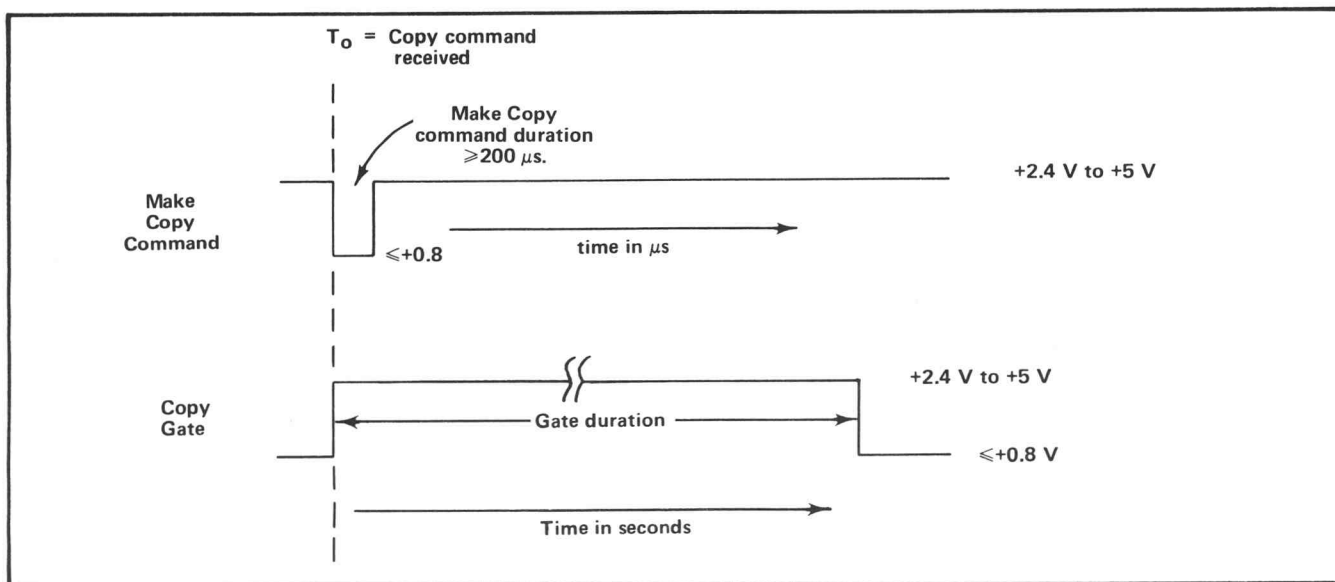 T₀ = Copy command
received
Make Copy
command duration
⩾200 μs.
+2.4 V to +5 V
Make
Copy
Command
⩽+0.8
time in μs
+2.4 V to +5 V
Copy
Gate
Gate duration
⩽+0.8 V
Time in seconds